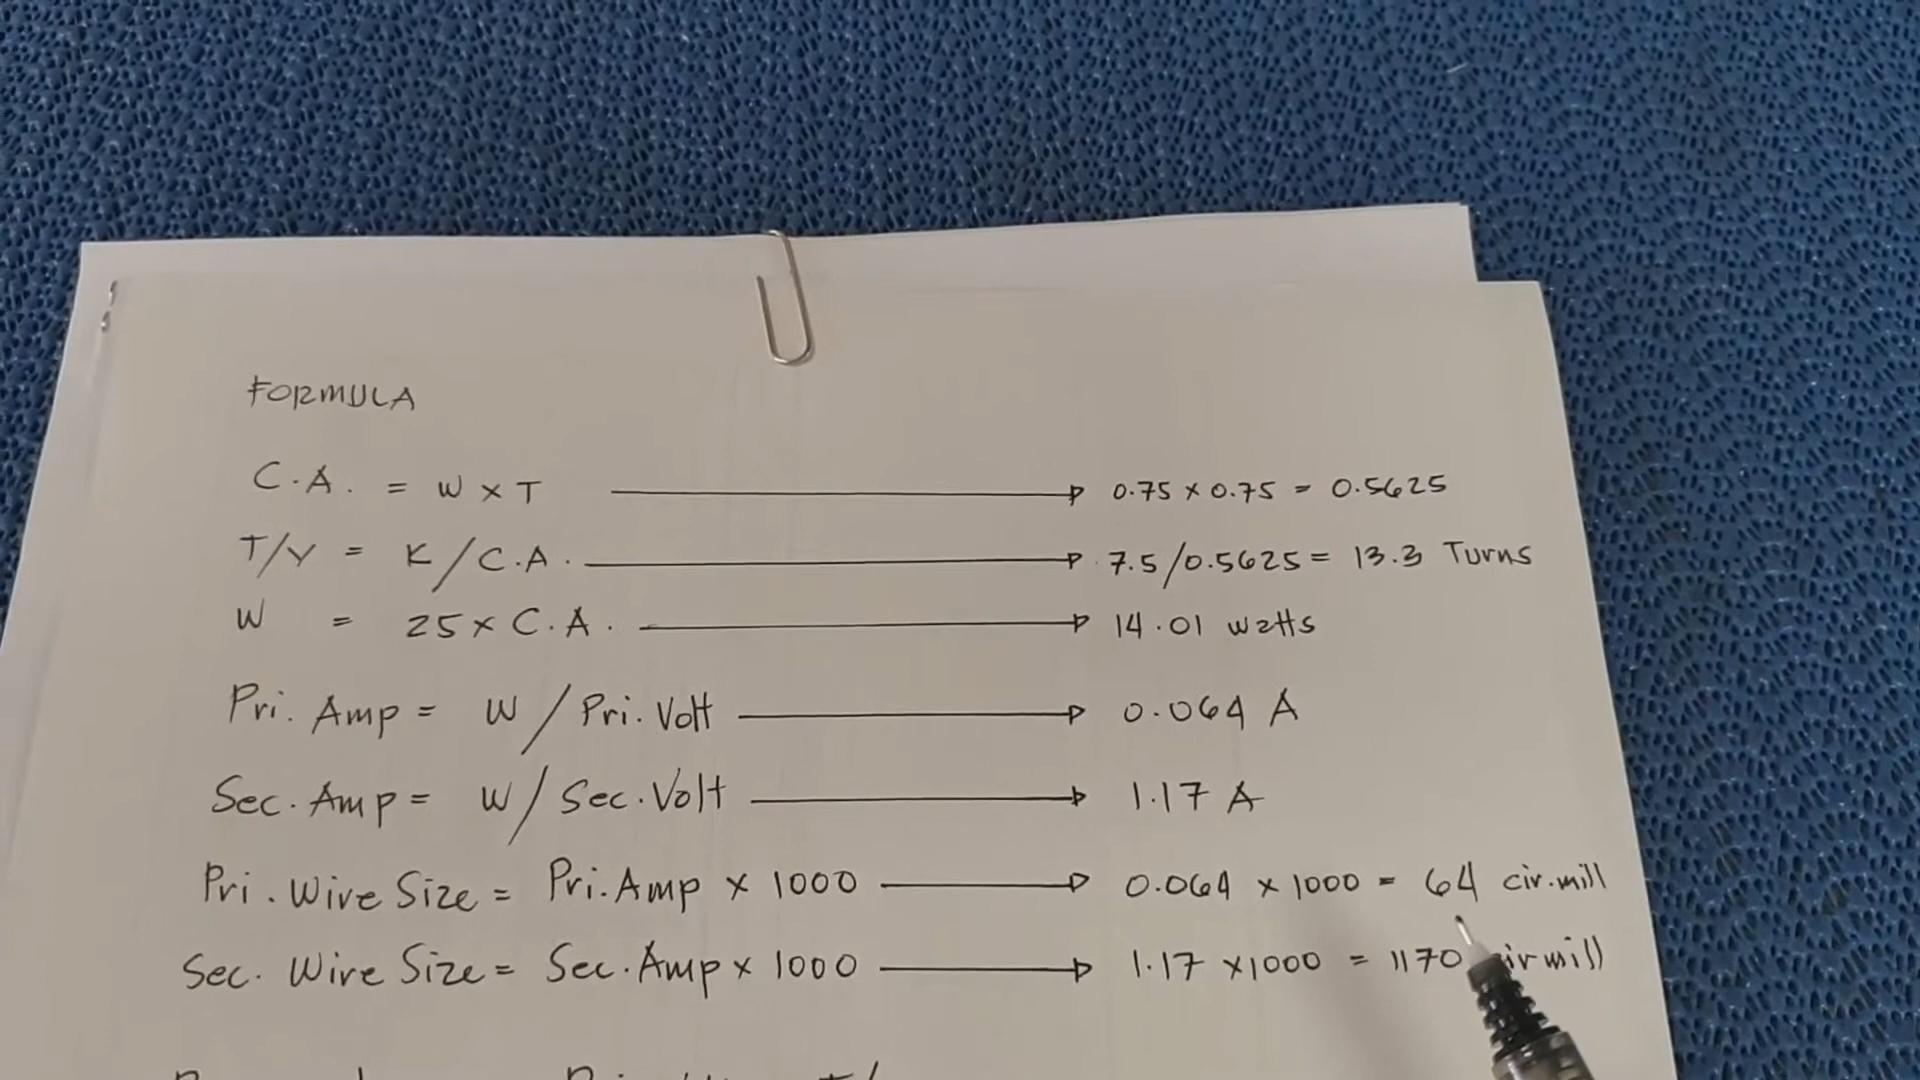 FORMULA
C.A. = W x T → 0.75 x 0.75 = 0.5625
T/V = K/C.A. → 7.5/0.5625 = 13.3 Turns
W = 25 x C.A. → 14.01 watts
Pri. Amp = W / Pri. Volt → 0.064 A
Sec. Amp = W / Sec. Volt → 1.17 A
Pri. Wire Size = Pri. Amp x 1000 → 0.064 x 1000 = 64 cir.mill
Sec. Wire Size = Sec. Amp x 1000 → 1.17 x 1000 = 1170 cirmill